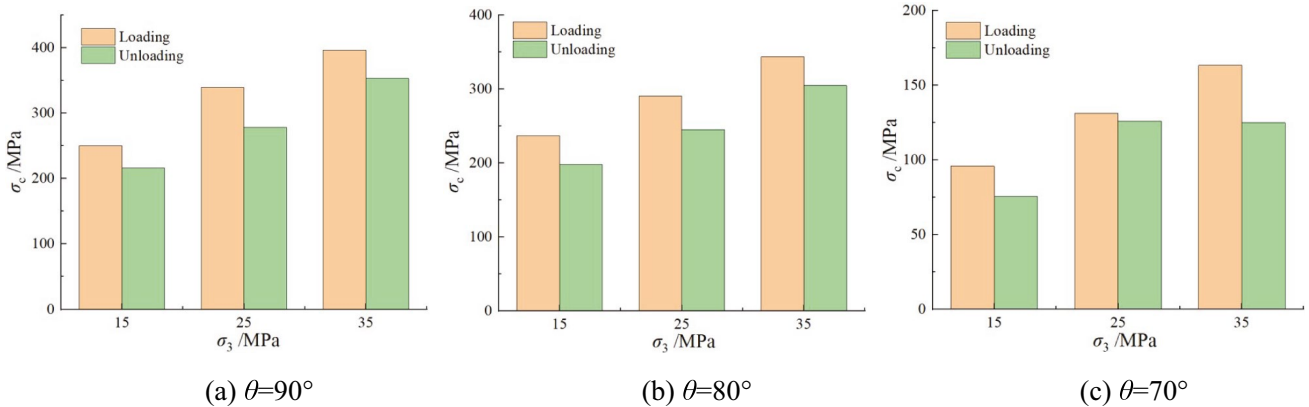 Loading
Unloading
400
300
200
100
0
σc /MPa
15
25
35
σ3 /MPa
(a) θ=90°
400
300
200
100
0
Loading
Unloading
σc /MPa
15
25
35
σ3 /MPa
(b) θ=80°
200
150
100
50
0
Loading
Unloading
σc /MPa
15
25
35
σ3 /MPa
(c) θ=70°